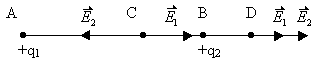 A E⃗₂ C E⃗₁ B D E⃗₁ E⃗₂
+q₁ +q₂